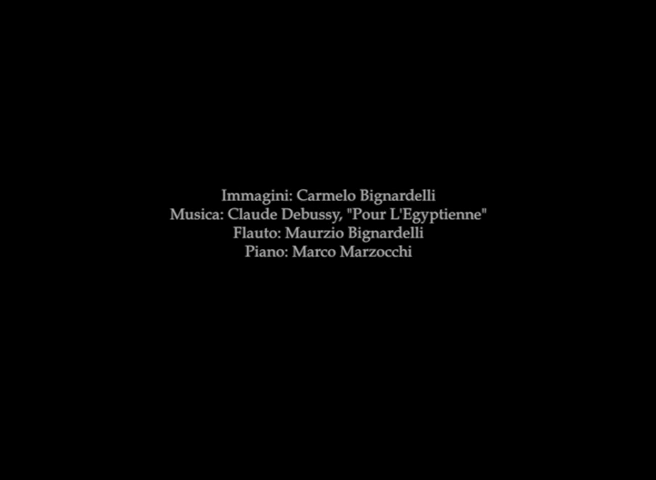 Immagini: Carmelo Bignardelli
Musica: Claude Debussy, "Pour L'Egyptienne"
Flauto: Maurzio Bignardelli
Piano: Marco Marzocchi